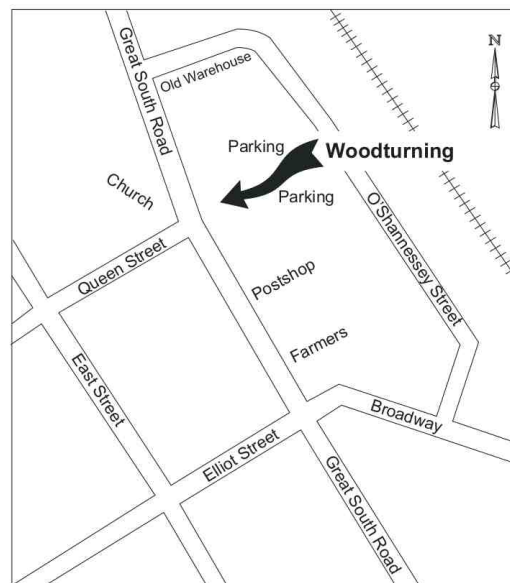 Great South Road
Old Warehouse
N
Parking
Woodturning
Parking
Church
O'Shannessey Street
Queen Street
Postshop
Farmers
East Street
Broadway
Elliot Street
Great South Road